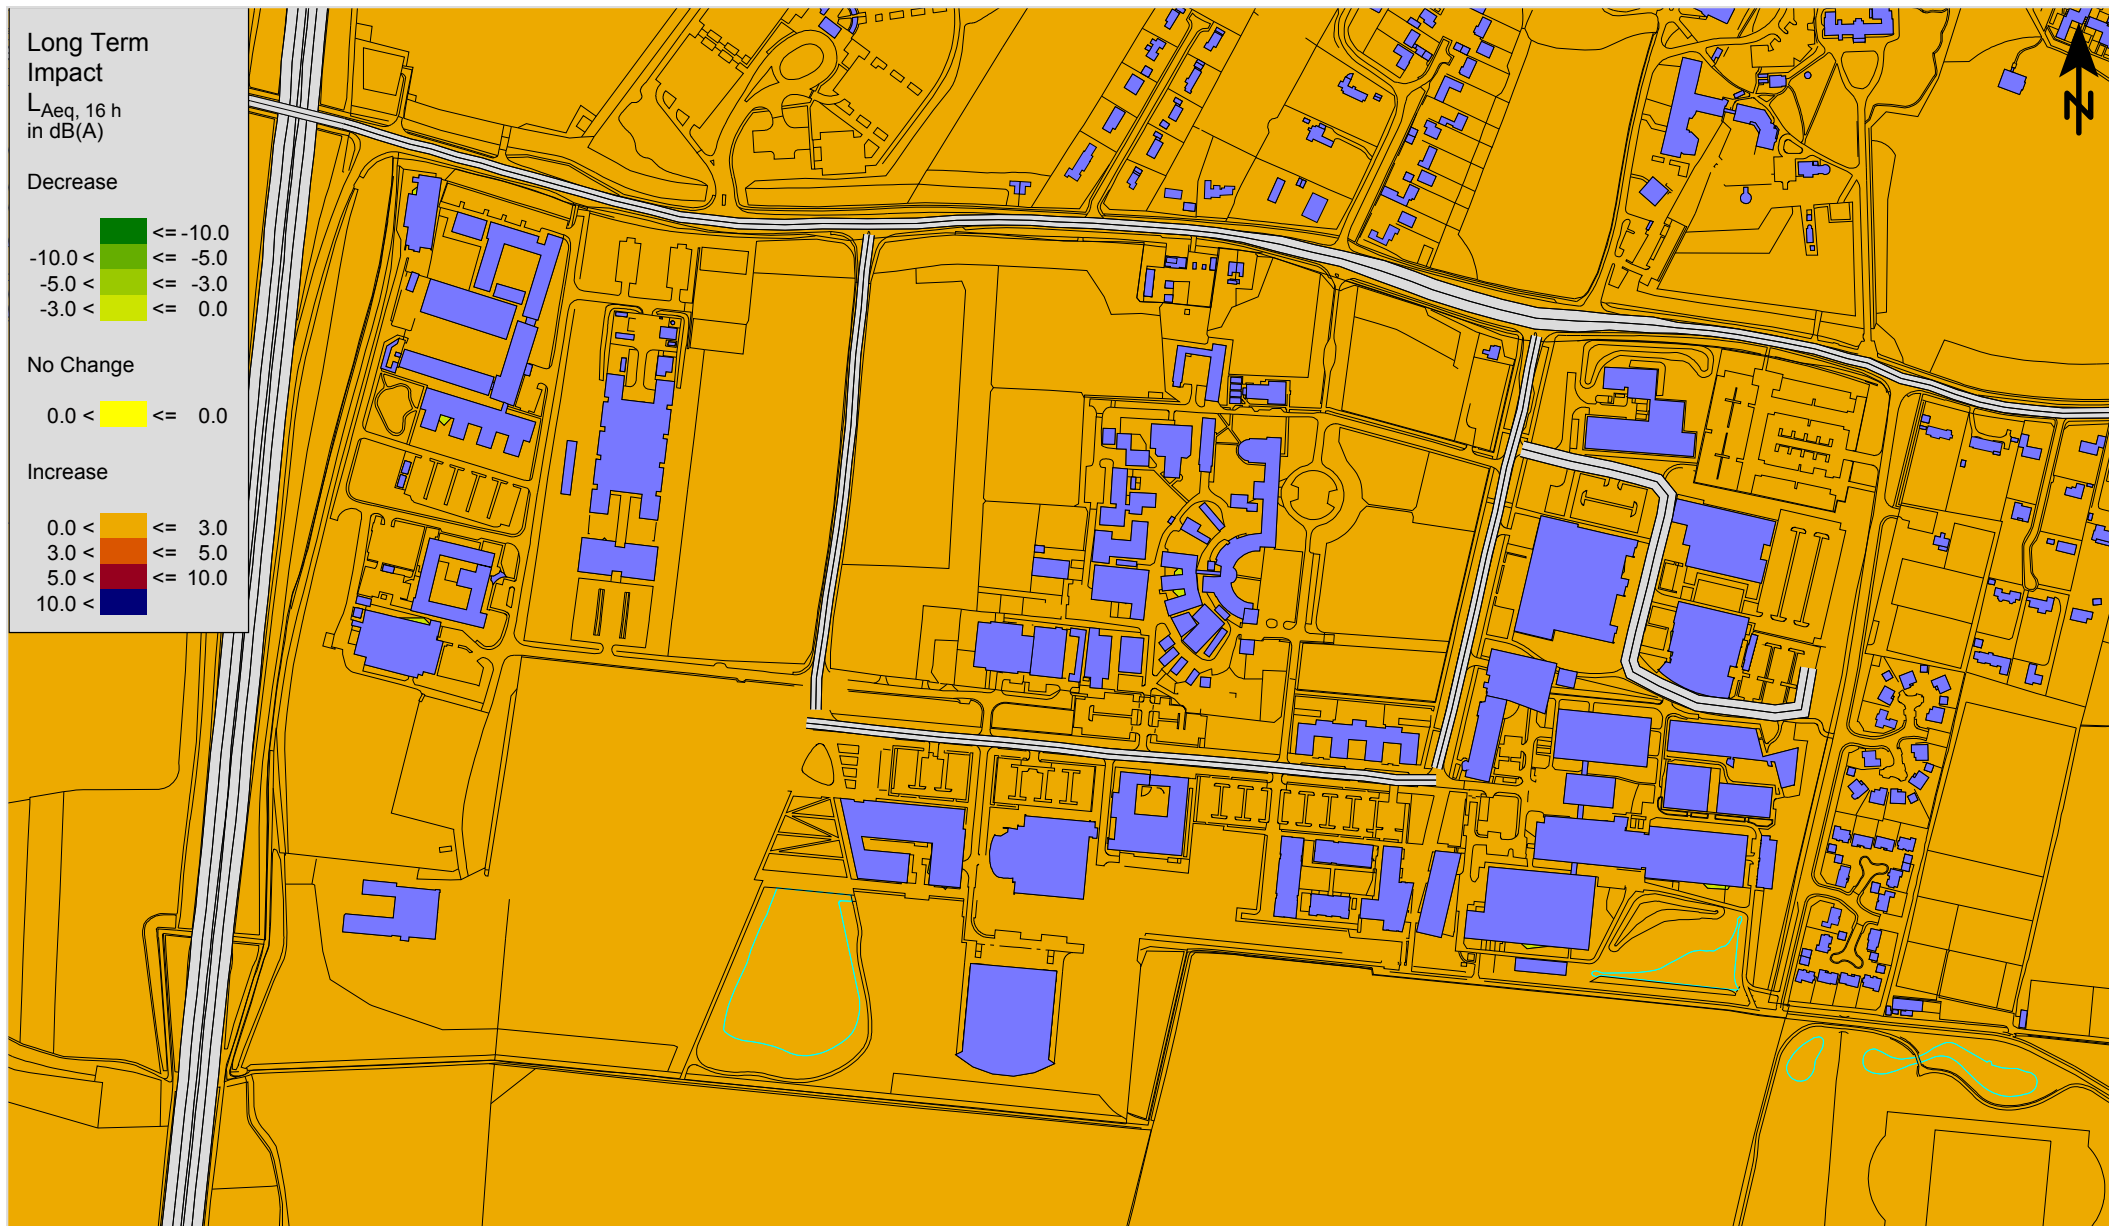 Long Term
Impact
LAeq, 16 h
in dB(A)
Decrease
<= -10.0
-10.0 < <= -5.0
-5.0 < <= -3.0
-3.0 < <= 0.0
No Change
0.0 < <= 0.0
Increase
0.0 < <= 3.0
3.0 < <= 5.0
5.0 < <= 10.0
10.0 <
N